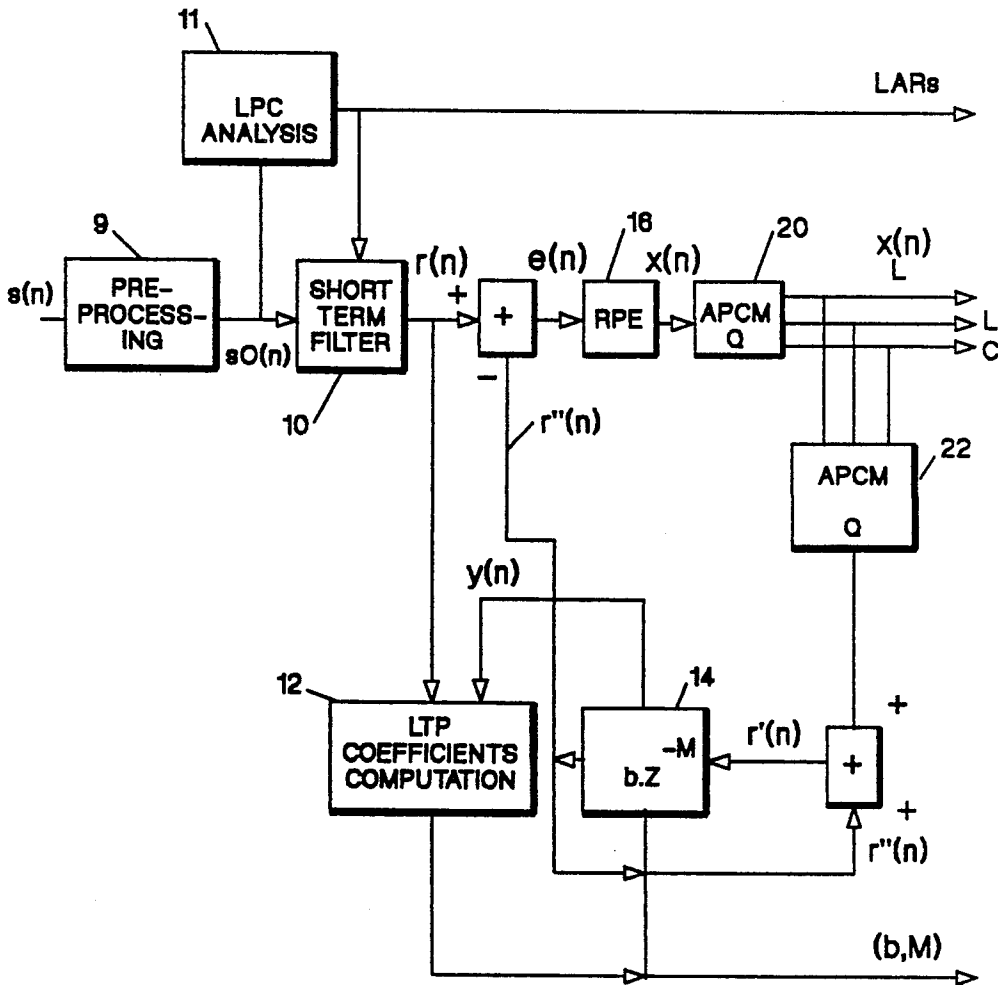 11
LPC
ANALYSIS
LARs
9
PRE-
PROCESS-
ING
s(n)
sO(n)
SHORT
TERM
FILTER
10
r(n)
+
+
−
e(n)
16
RPE
x(n)
20
APCM
Q
x(n)
L
L
C
r''(n)
22
APCM
Q
y(n)
12
LTP
COEFFICIENTS
COMPUTATION
14
-M
b.Z
r'(n)
+
+
+
r''(n)
(b,M)